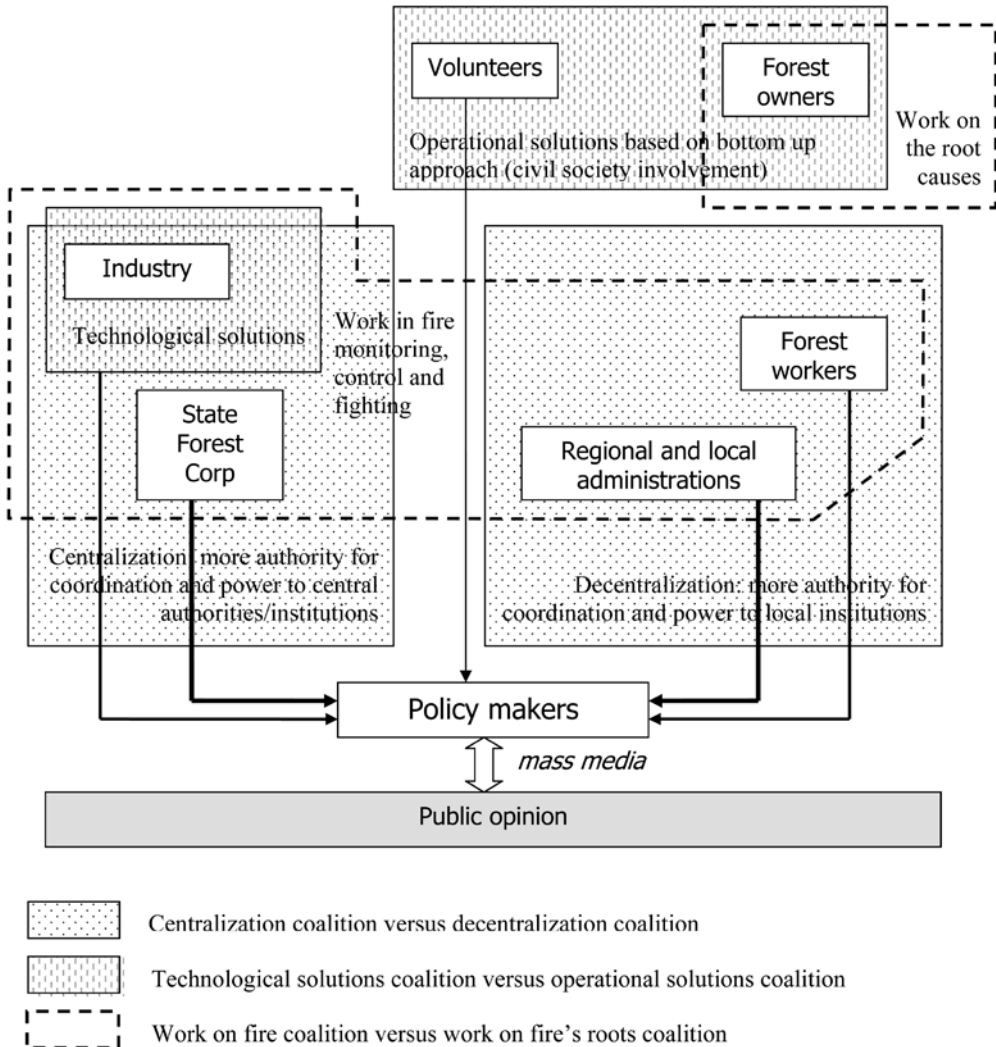 Volunteers
Forest
owners
Operational solutions based on bottom up
approach (civil society involvement)
Work on
the root
causes
Industry
Technological solutions
Work in fire
monitoring,
control and
fighting
State
Forest
Corp
Forest
workers
Regional and local
administrations
Centralization: more authority for
coordination and power to central
authorities/institutions
Decentralization: more authority for
coordination and power to local institutions
Policy makers
mass media
Public opinion
Centralization coalition versus decentralization coalition
Technological solutions coalition versus operational solutions coalition
Work on fire coalition versus work on fire’s roots coalition